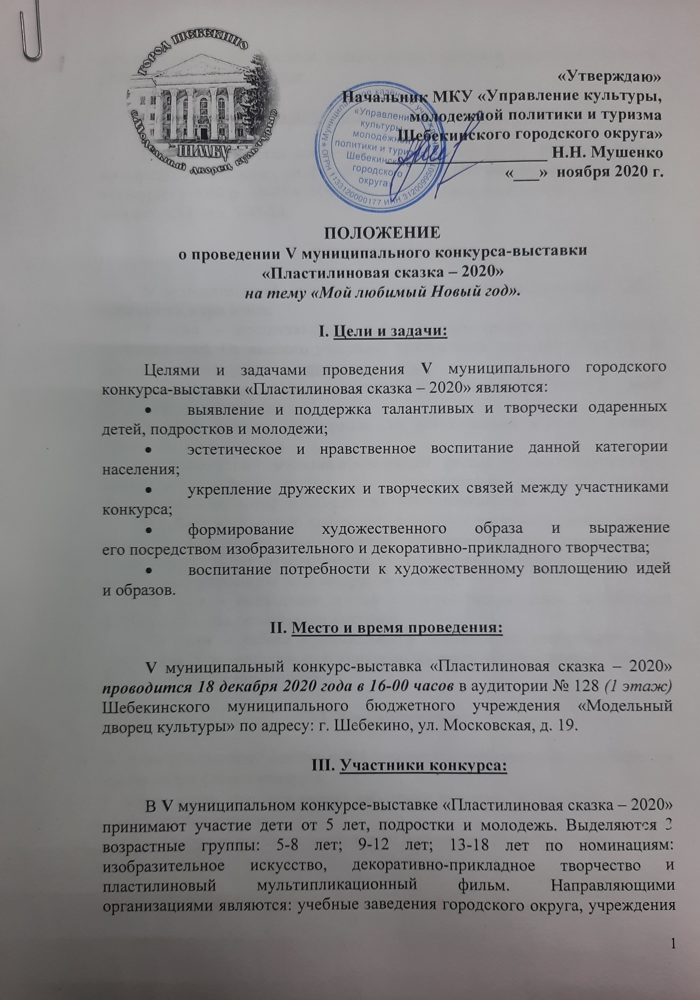 ГОРОД ШЕБЕКИНО
ШМБУ
«Модельный дворец культуры»
«Утверждаю»
Начальник МКУ «Управление культуры,
молодежной политики и туризма
Шебекинского городского округа»
____________________ Н.Н. Мушенко
«___» ноября 2020 г.
Муниципальное казённое учреждение
ОГРН 1133120000177 ИНН
«Управление
культуры
молодёжной
политики и туризма
Шебекинского
городского
округа»
ПОЛОЖЕНИЕ
о проведении V муниципального конкурса-выставки
«Пластилиновая сказка – 2020»
на тему «Мой любимый Новый год».
I. Цели и задачи:
Целями и задачами проведения V муниципального городского
конкурса-выставки «Пластилиновая сказка – 2020» являются:
• выявление и поддержка талантливых и творчески одаренных
детей, подростков и молодежи;
• эстетическое и нравственное воспитание данной категории
населения;
• укрепление дружеских и творческих связей между участниками
конкурса;
• формирование художественного образа и выражение
его посредством изобразительного и декоративно-прикладного творчества;
• воспитание потребности к художественному воплощению идей
и образов.
II. Место и время проведения:
V муниципальный конкурс-выставка «Пластилиновая сказка – 2020»
проводится 18 декабря 2020 года в 16-00 часов в аудитории № 128 (1 этаж)
Шебекинского муниципального бюджетного учреждения «Модельный
дворец культуры» по адресу: г. Шебекино, ул. Московская, д. 19.
III. Участники конкурса:
В V муниципальном конкурсе-выставке «Пластилиновая сказка – 2020»
принимают участие дети от 5 лет, подростки и молодежь. Выделяются 3
возрастные группы: 5-8 лет; 9-12 лет; 13-18 лет по номинациям:
изобразительное искусство, декоративно-прикладное творчество и
пластилиновый мультипликационный фильм. Направляющими
организациями являются: учебные заведения городского округа, учреждения
1